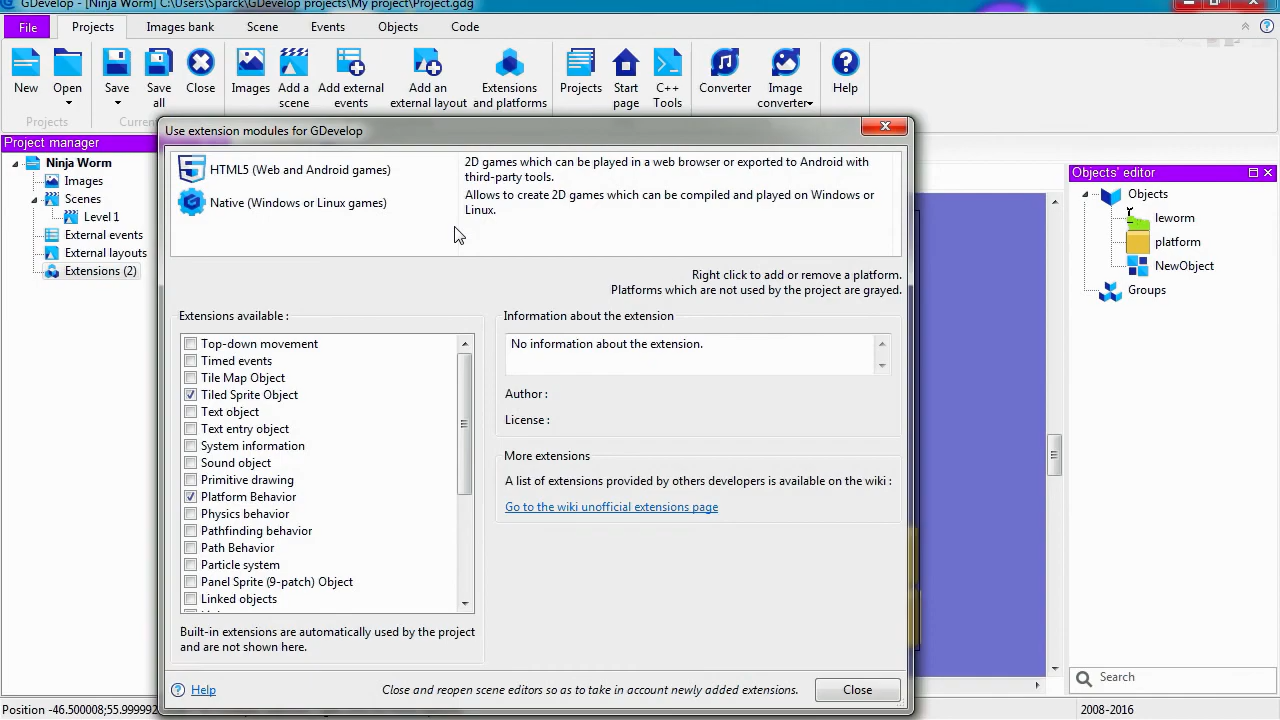 GDevelop - [Ninja Worm] C:\Users\Sparck\GDevelop projects\My project\Project.gdg
File
Projects
Images bank
Scene
Events
Objects
Code
New
Open
Save
Save all
Close
Images
Add a scene
Add external events
Add an external layout
Extensions and platforms
Projects
Start page
C++ Tools
Converter
Image converter
Help
Projects
Curre
Project manager
Ninja Worm
Images
Scenes
Level 1
External events
External layouts
Extensions (2)
Use extension modules for GDevelop
HTML5 (Web and Android games)
2D games which can be played in a web browser or exported to Android with
third-party tools.
Native (Windows or Linux games)
Allows to create 2D games which can be compiled and played on Windows or
Linux.
Right click to add or remove a platform.
Platforms which are not used by the project are grayed.
Extensions available :
Top-down movement
Timed events
Tile Map Object
Tiled Sprite Object
Text object
Text entry object
System information
Sound object
Primitive drawing
Platform Behavior
Physics behavior
Pathfinding behavior
Path Behavior
Particle system
Panel Sprite (9-patch) Object
Linked objects
Built-in extensions are automatically used by the project
and are not shown here.
Information about the extension
No information about the extension.
Author :
License :
More extensions
A list of extensions provided by others developers is available on the wiki :
Go to the wiki unofficial extensions page
Help
Close and reopen scene editors so as to take in account newly added extensions.
Close
Objects' editor
Objects
leworm
platform
NewObject
Groups
Search
Position -46.500008;55.999992
2008-2016